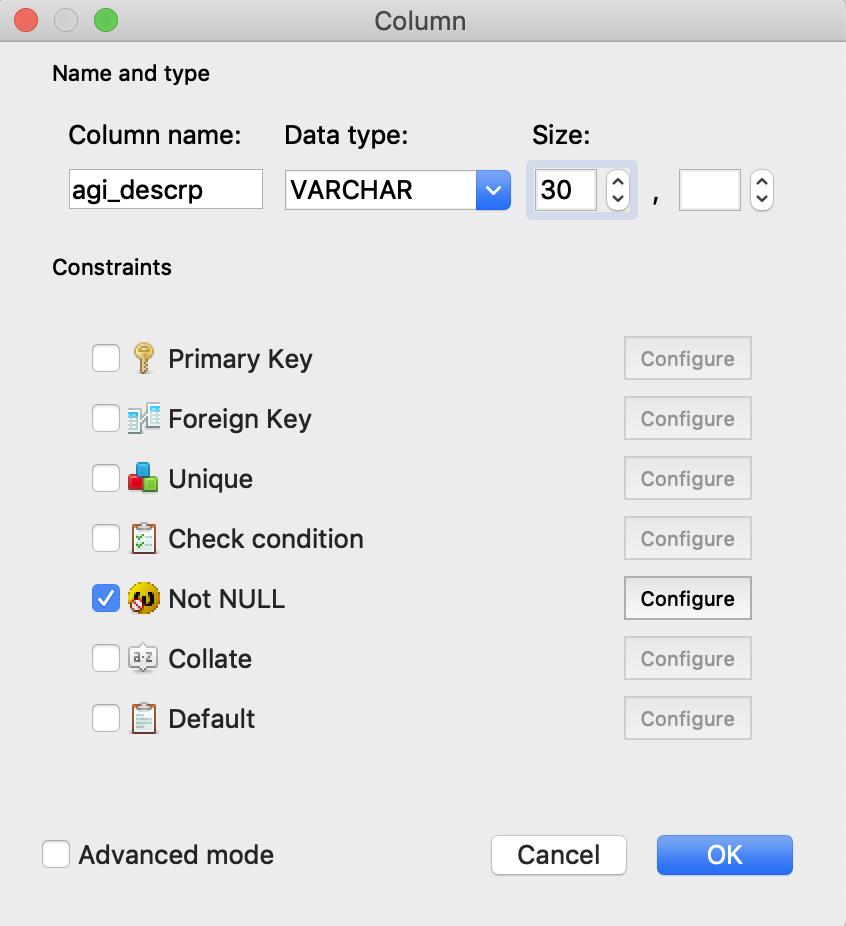 Column
Name and type
Column name: Data type: Size:
agi_descrp VARCHAR 30 ,
Constraints
Primary Key Configure
Foreign Key Configure
Unique Configure
Check condition Configure
Not NULL Configure
a-z Collate Configure
Default Configure
Advanced mode Cancel OK